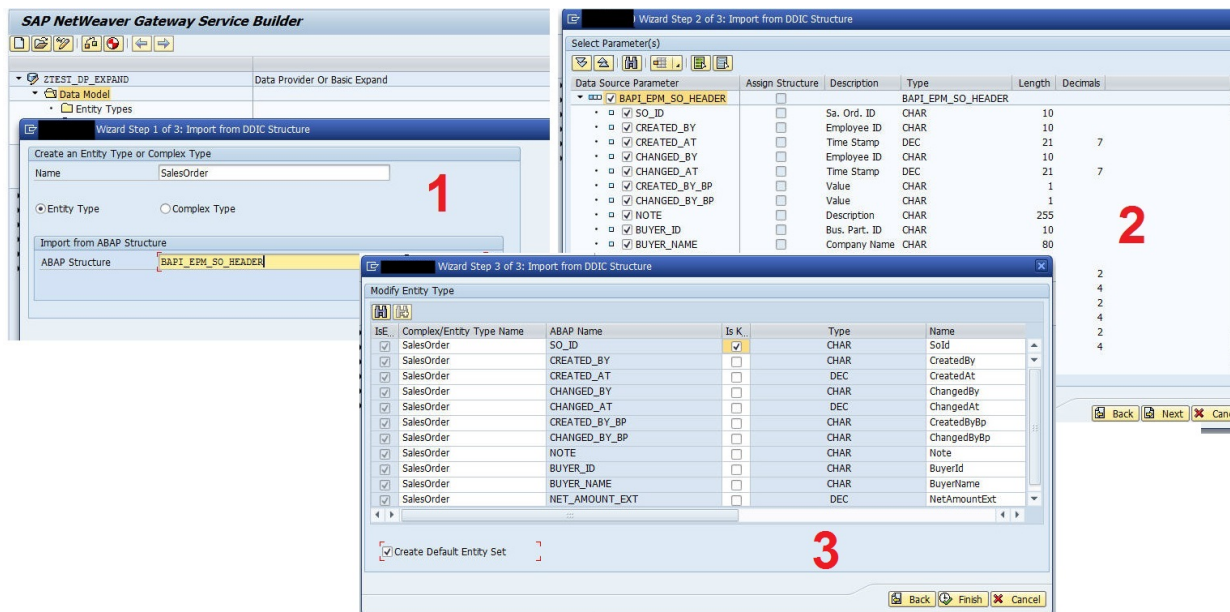 SAP NetWeaver Gateway Service Builder
ZTEST_DP_EXPAND Data Provider Or Basic Expand
Data Model
Entity Types
Wizard Step 1 of 3: Import from DDIC Structure
Create an Entity Type or Complex Type
Name SalesOrder
Entity Type Complex Type
1
Import from ABAP Structure
ABAP Structure BAPI_EPM_SO_HEADER
Wizard Step 2 of 3: Import from DDIC Structure
Select Parameter(s)
Data Source Parameter Assign Structure Description Type Length Decimals
BAPI_EPM_SO_HEADER BAPI_EPM_SO_HEADER
SO_ID Sa. Ord. ID CHAR 10
CREATED_BY Employee ID CHAR 10
CREATED_AT Time Stamp DEC 21 7
CHANGED_BY Employee ID CHAR 10
CHANGED_AT Time Stamp DEC 21 7
CREATED_BY_BP Value CHAR 1
CHANGED_BY_BP Value CHAR 1
NOTE Description CHAR 255
BUYER_ID Bus. Part. ID CHAR 10
BUYER_NAME Company Name CHAR 80
2
2
4
2
4
2
4
Back Next Canc
Wizard Step 3 of 3: Import from DDIC Structure
Modify Entity Type
IsE... Complex/Entity Type Name ABAP Name Is K... Type Name
SalesOrder SO_ID CHAR SoId
SalesOrder CREATED_BY CHAR CreatedBy
SalesOrder CREATED_AT DEC CreatedAt
SalesOrder CHANGED_BY CHAR ChangedBy
SalesOrder CHANGED_AT DEC ChangedAt
SalesOrder CREATED_BY_BP CHAR CreatedByBp
SalesOrder CHANGED_BY_BP CHAR ChangedByBp
SalesOrder NOTE CHAR Note
SalesOrder BUYER_ID CHAR BuyerId
SalesOrder BUYER_NAME CHAR BuyerName
SalesOrder NET_AMOUNT_EXT DEC NetAmountExt
Create Default Entity Set
3
Back Finish Cancel